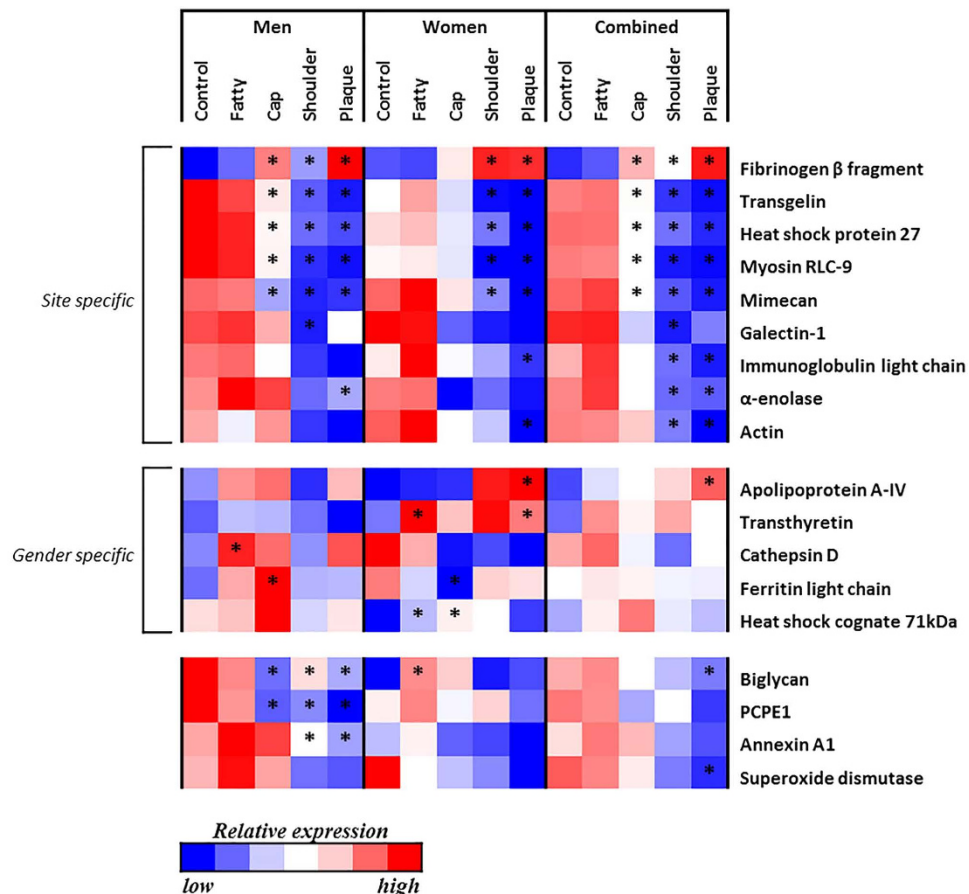 Men Women Combined
Control Fatty Cap Shoulder Plaque Control Fatty Cap Shoulder Plaque Control Fatty Cap Shoulder Plaque
Site specific
* * * * * * * * Fibrinogen β fragment
* * * * * * * * Transgelin
* * * * * * * * Heat shock protein 27
* * * * * * * * Myosin RLC-9
* * * * * * * * Mimecan
* * Galectin-1
* * * Immunoglobulin light chain
* * * α-enolase
* * * Actin
Gender specific
* * Apolipoprotein A-IV
* * Transthyretin
* Cathepsin D
* * Ferritin light chain
* * Heat shock cognate 71kDa
* * * * * Biglycan
* * * PCPE1
* * Annexin A1
* Superoxide dismutase
Relative expression
low high